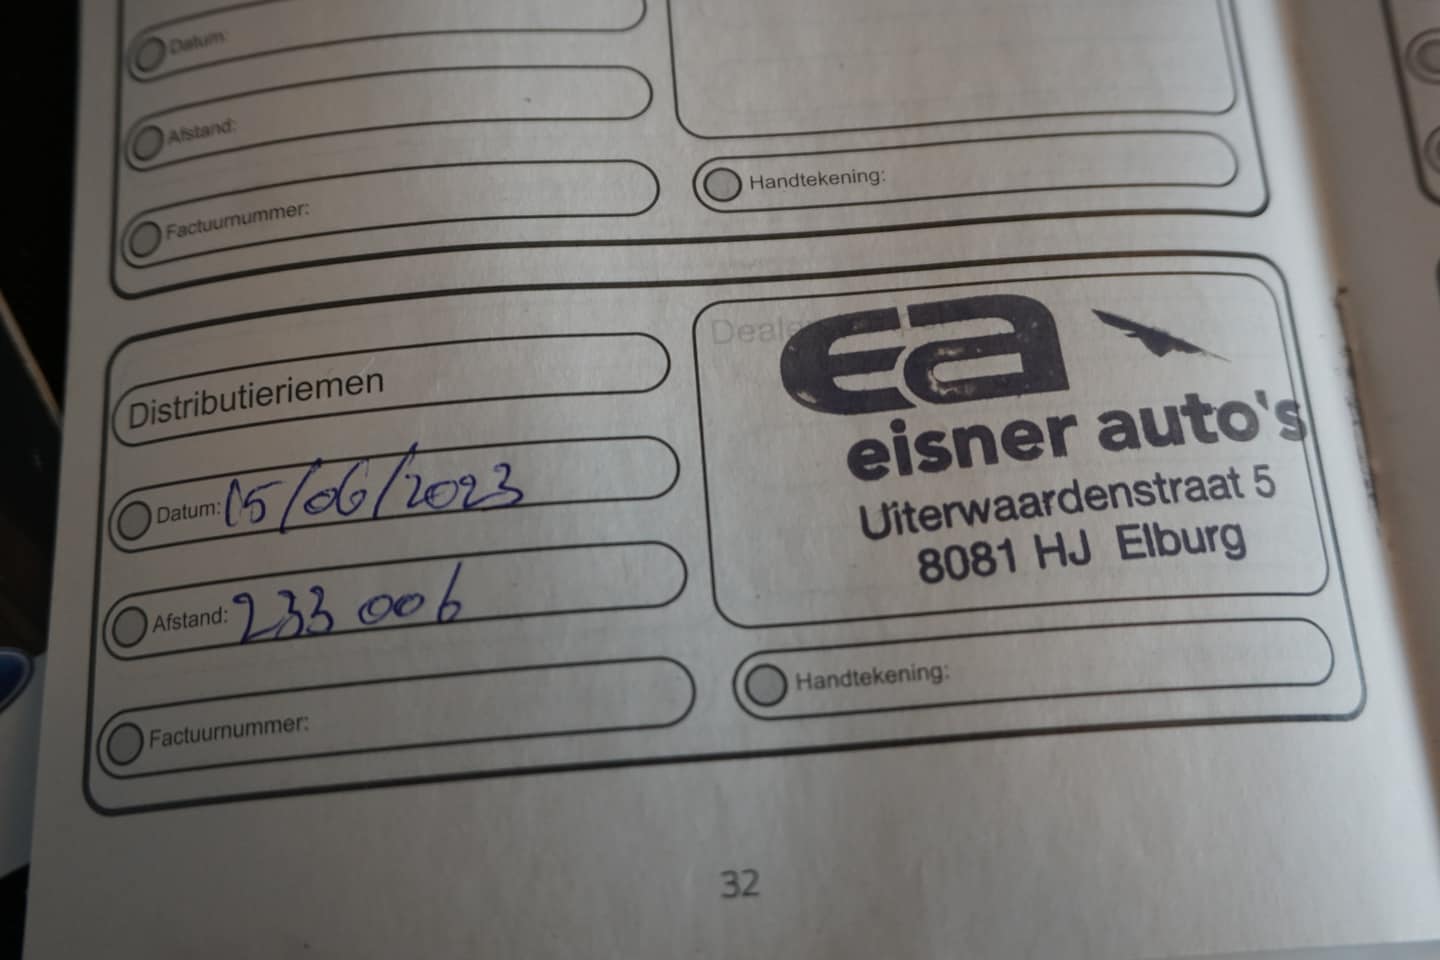 Datum:
Afstand:
Factuurnummer:
Handtekening:
Distributieriemen
Datum: 15/06/2023
Afstand: 233 006
Factuurnummer:
ea
eisner auto's
Uiterwaardenstraat 5
8081 HJ Elburg
Handtekening:
32